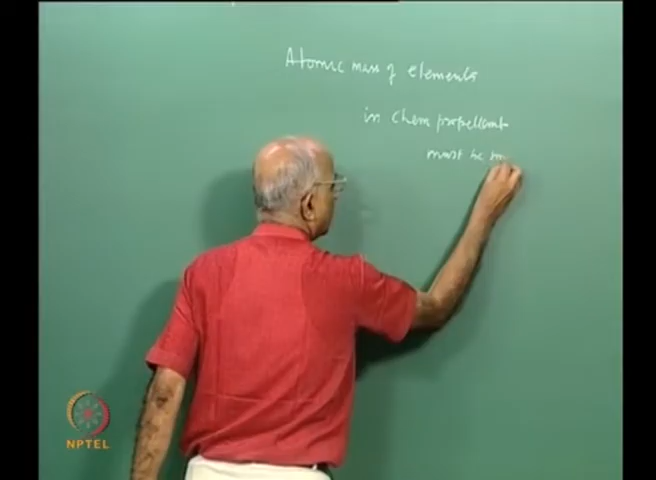 Atomic mass of elements
in chem propellant
must be
NPTEL